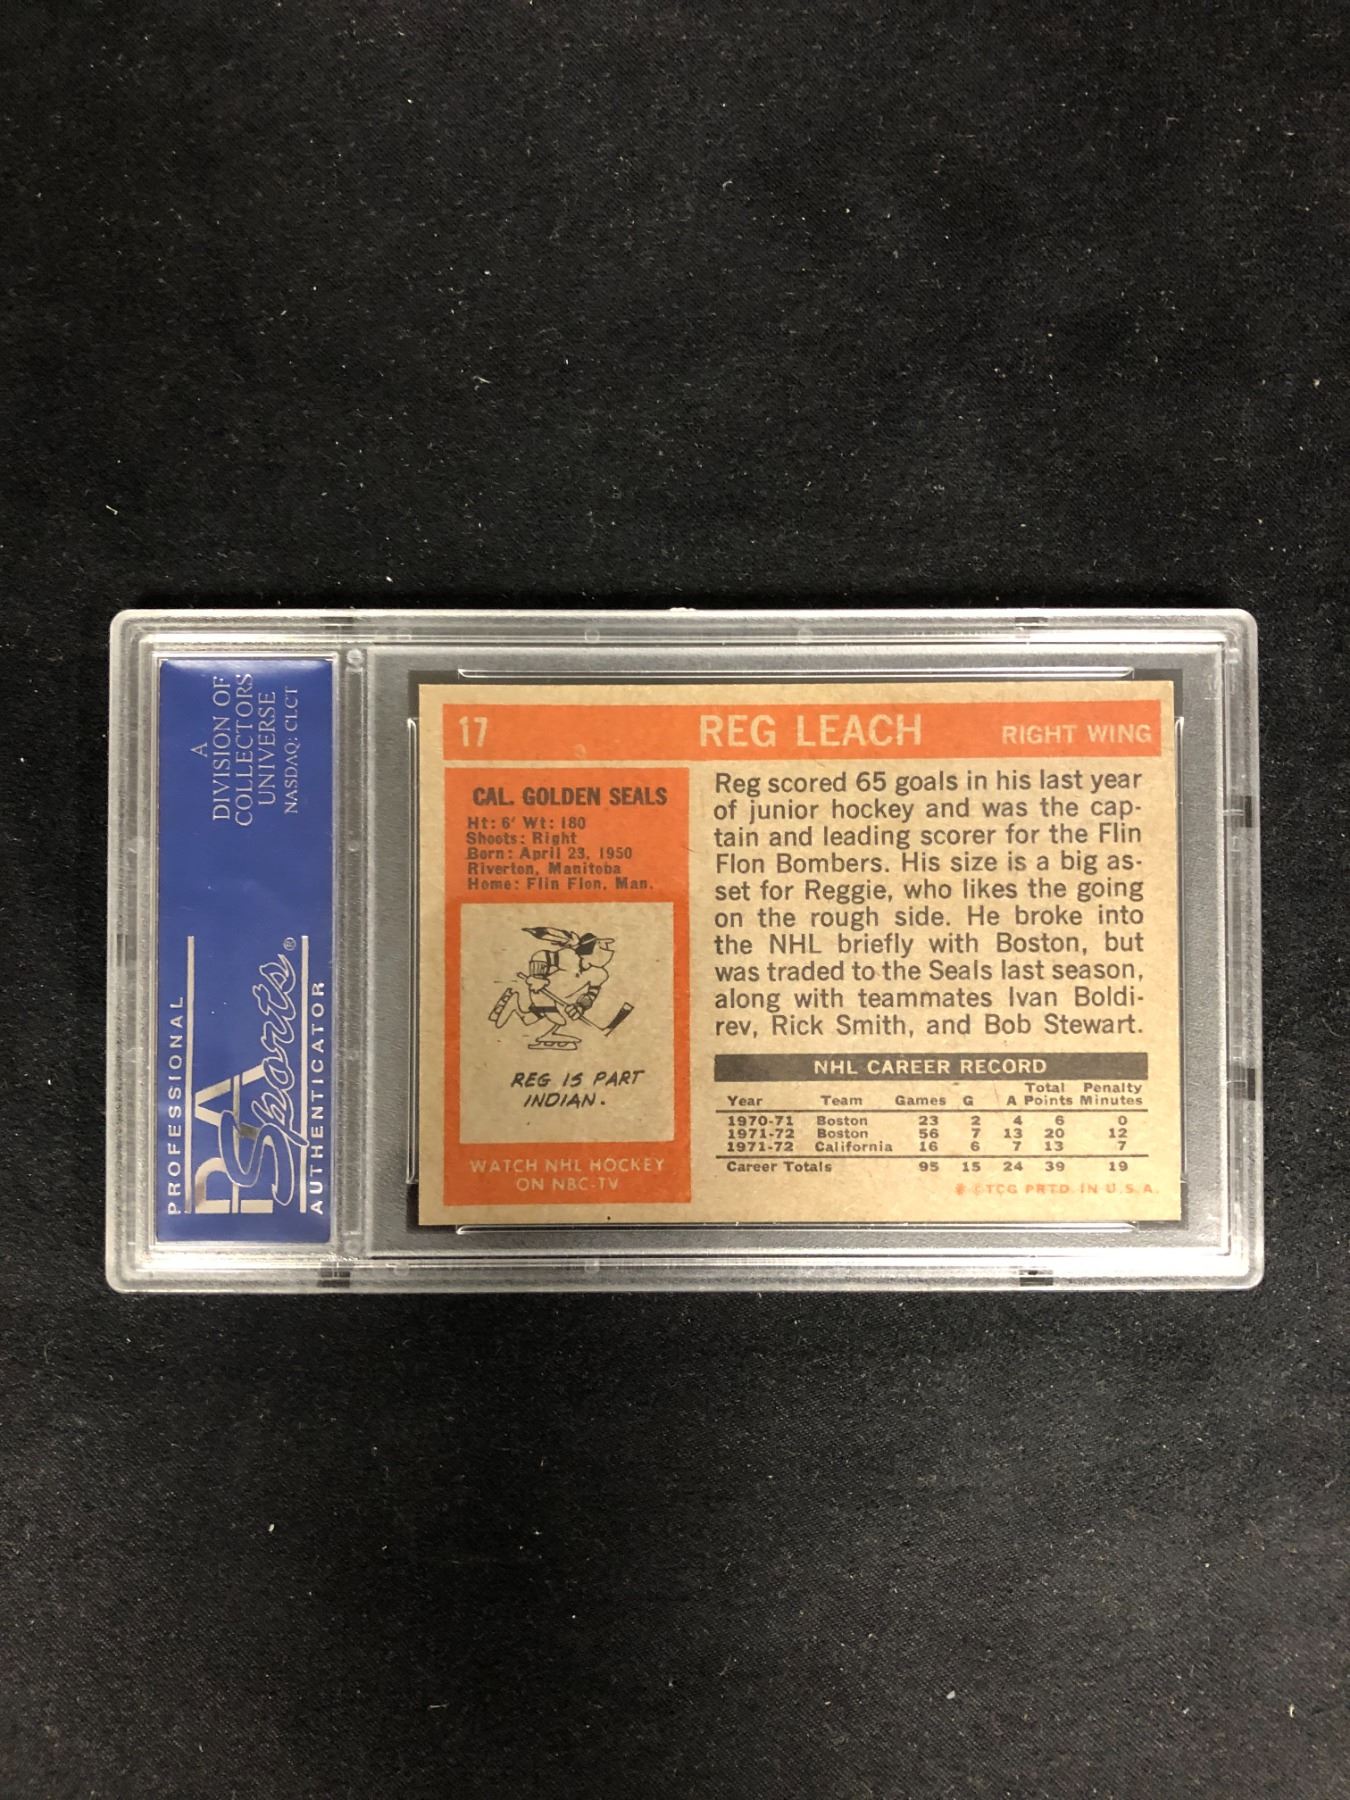 A
DIVISION OF
COLLECTORS
UNIVERSE
NASDAQ: CLCT
PROFESSIONAL
PSA
Sports®
AUTHENTICATOR
17 REG LEACH RIGHT WING
CAL. GOLDEN SEALS
Ht: 6' Wt: 180
Shoots: Right
Born: April 23, 1950
Riverton, Manitoba
Home: Flin Flon, Man.
REG IS PART
INDIAN.
WATCH NHL HOCKEY
ON NBC-TV
Reg scored 65 goals in his last year
of junior hockey and was the cap-
tain and leading scorer for the Flin
Flon Bombers. His size is a big as-
set for Reggie, who likes the going
on the rough side. He broke into
the NHL briefly with Boston, but
was traded to the Seals last season,
along with teammates Ivan Boldi-
rev, Rick Smith, and Bob Stewart.
NHL CAREER RECORD
Total Penalty
Year Team Games G A Points Minutes
1970-71 Boston 23 2 4 6 0
1971-72 Boston 56 7 13 20 12
1971-72 California 16 6 7 13 7
Career Totals 95 15 24 39 19
* © TCG PRTD. IN U.S.A.